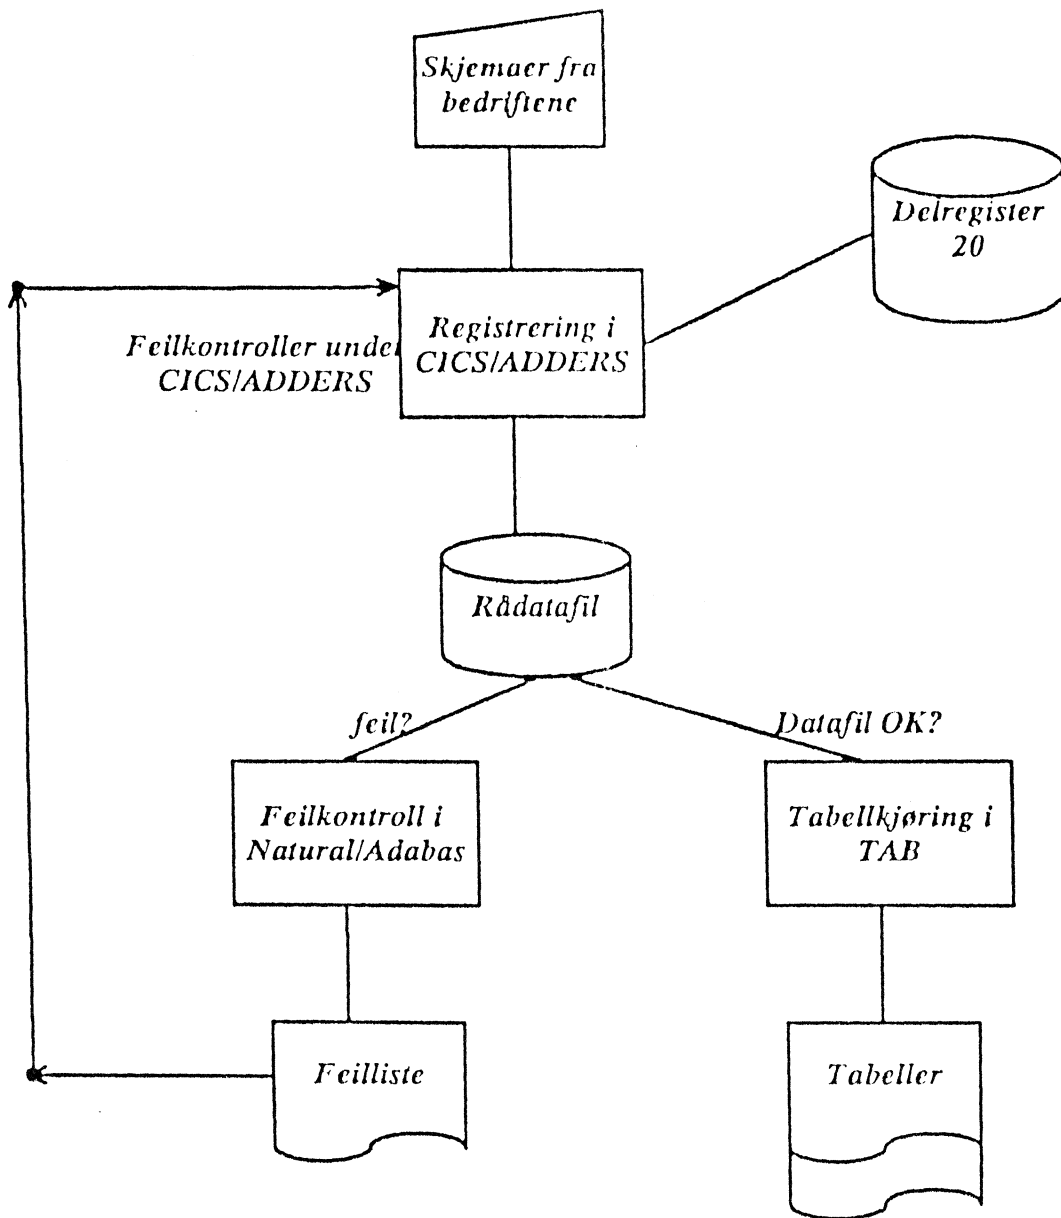 Skjemaer fra
bedriftene
Delregister
20
Registrering i
CICS/ADDERS
Feilkontroller under
CICS/ADDERS
Rådatafil
feil?
Datafil OK?
Feilkontroll i
Natural/Adabas
Tabellkjøring i
TAB
Feilliste
Tabeller